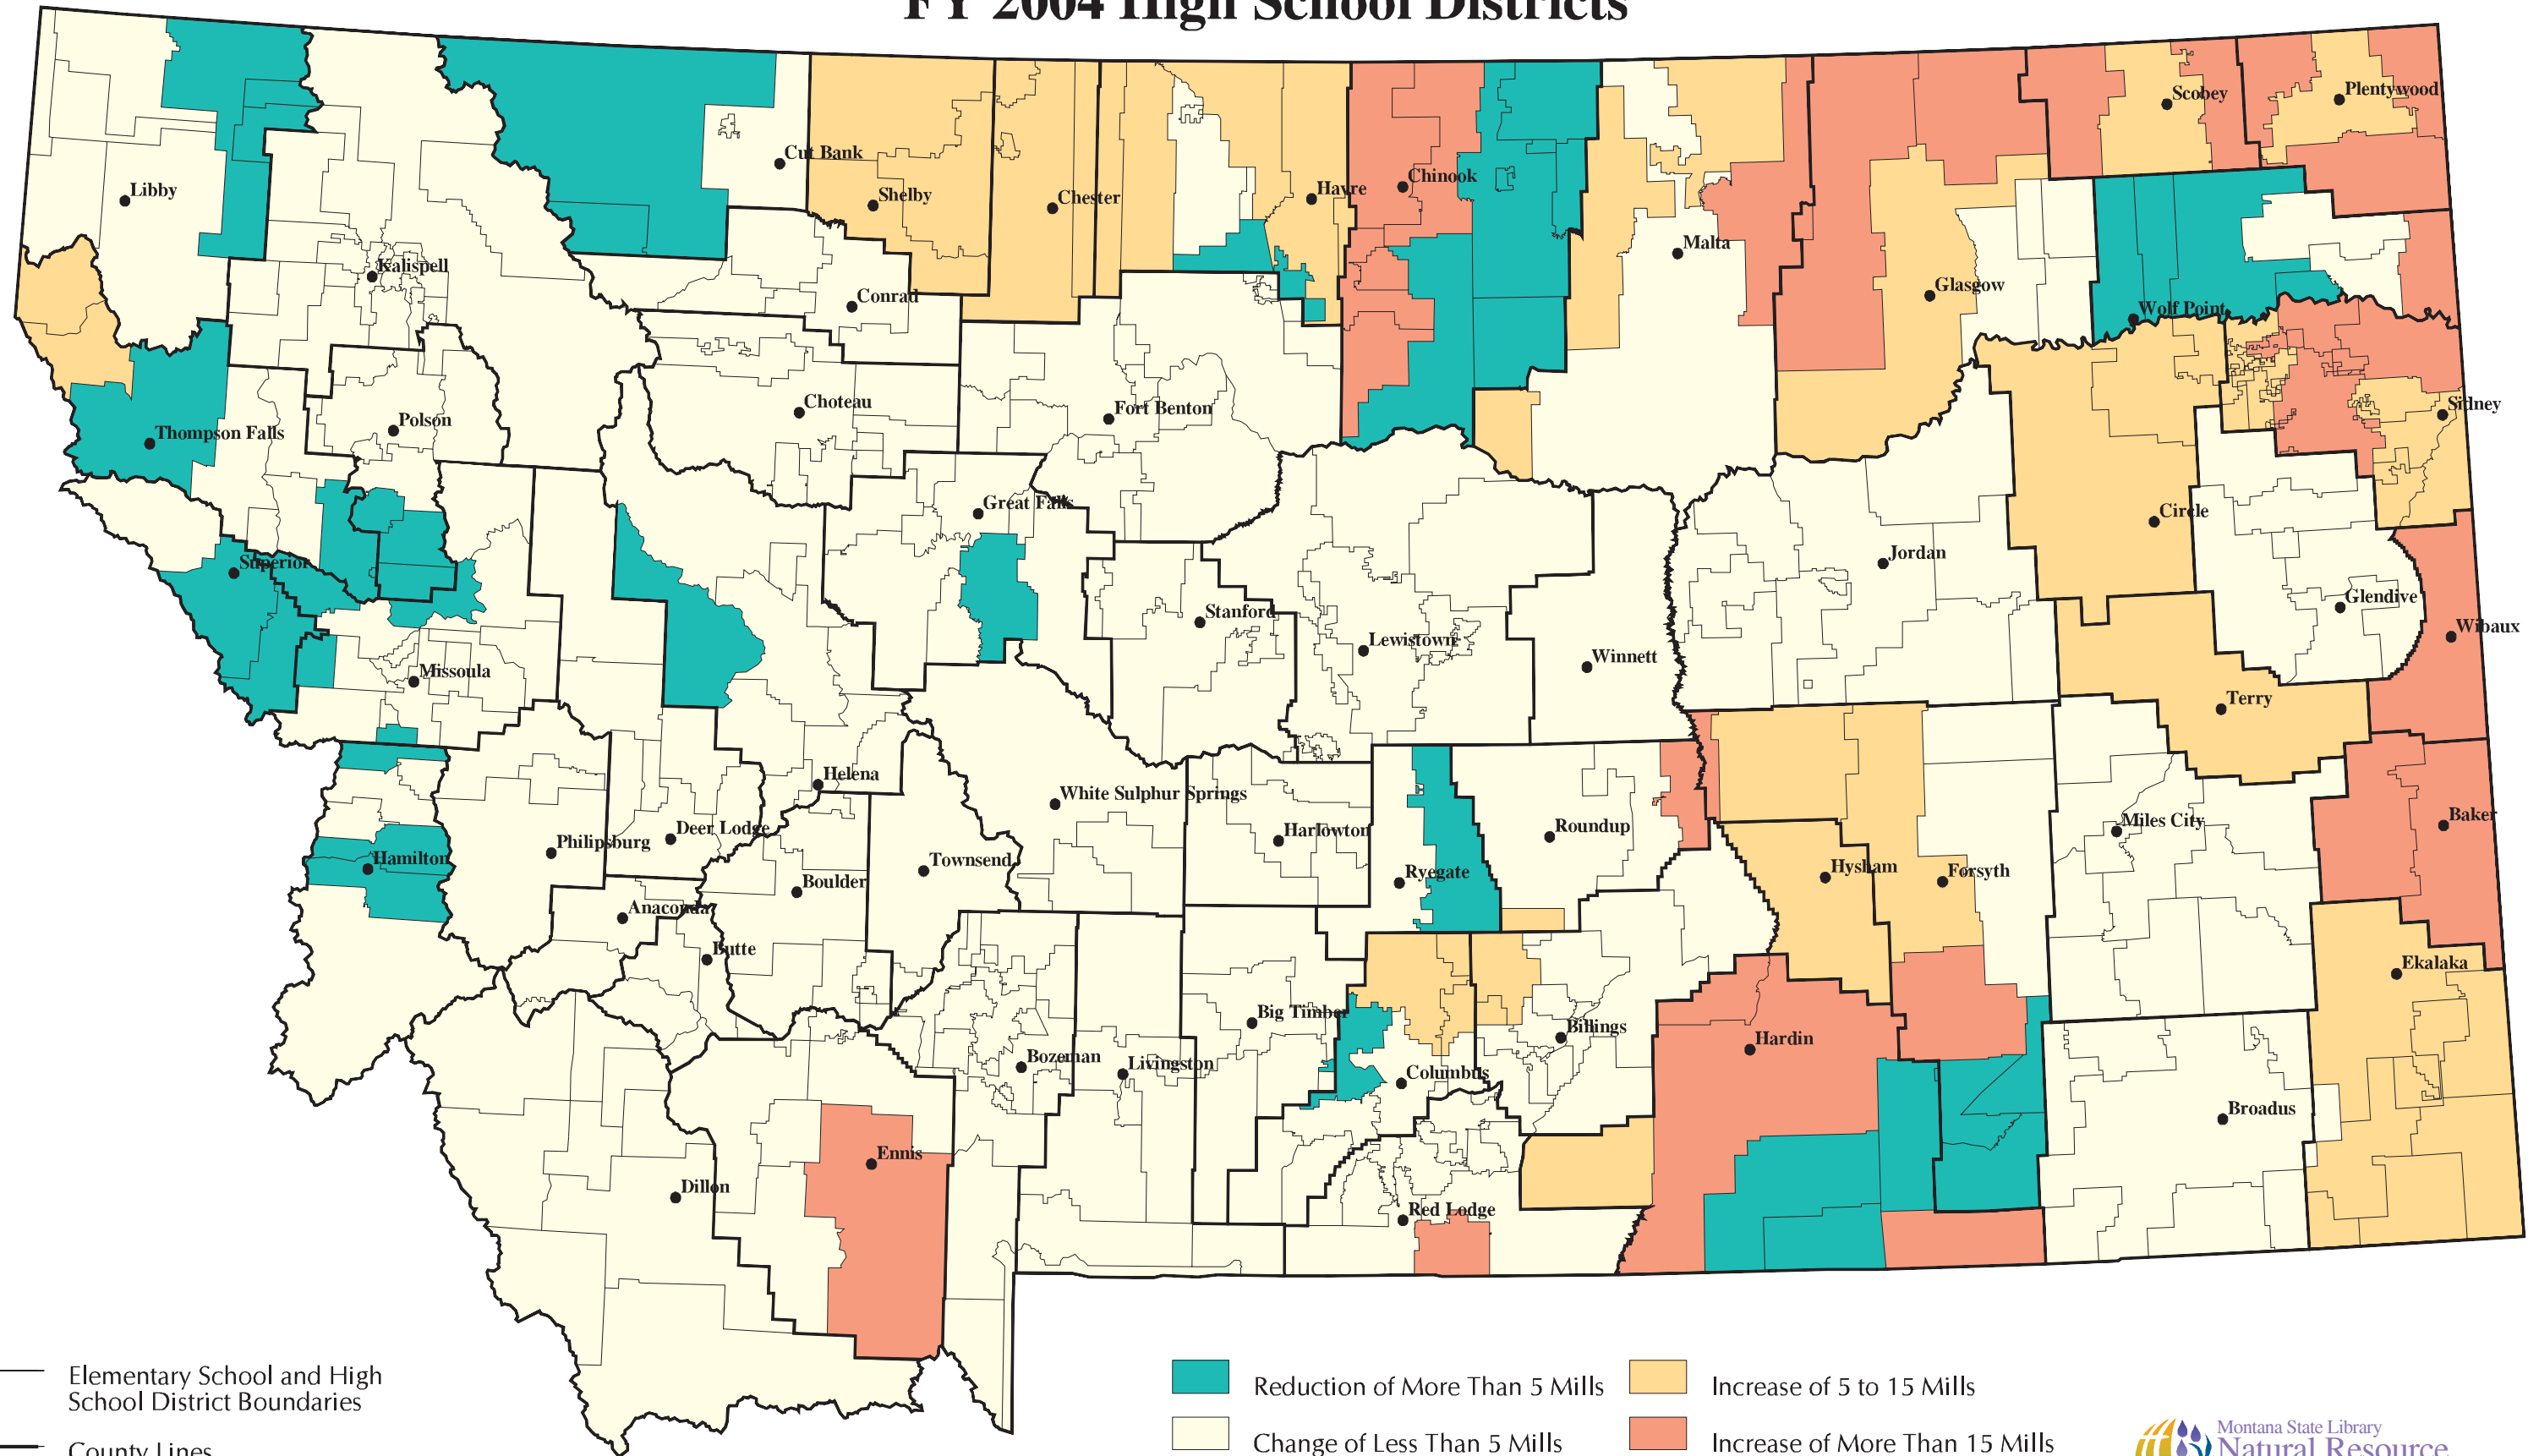 FY 2004 High School Districts
Scobey
Plentywood
Cut Bank
Libby
Shelby
Chester
Havre
Chinook
Malta
Kalispell
Conrad
Glasgow
Wolf Point
Choteau
Fort Benton
Sidney
Polson
Thompson Falls
Great Falls
Circle
Superior
Jordan
Stanford
Glendive
Lewistown
Wibaux
Winnett
Missoula
Terry
Helena
White Sulphur Springs
Deer Lodge
Harlowton
Roundup
Miles City
Baker
Philipsburg
Hamilton
Townsend
Ryegate
Hysham
Forsyth
Boulder
Anaconda
Butte
Ekalaka
Big Timber
Billings
Hardin
Bozeman
Livingston
Columbus
Broadus
Ennis
Dillon
Red Lodge
Elementary School and High
School District Boundaries
County Lines
Reduction of More Than 5 Mills
Change of Less Than 5 Mills
Increase of 5 to 15 Mills
Increase of More Than 15 Mills
Montana State Library
Natural Resource